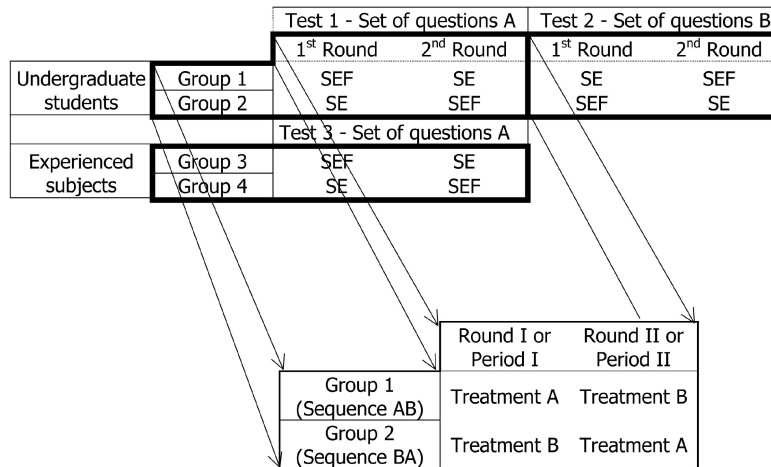 Test 1 - Set of questions A Test 2 - Set of questions B
1st Round 2nd Round 1st Round 2nd Round
Undergraduate students Group 1 SEF SE SE SEF
Group 2 SE SEF SEF SE
Test 3 - Set of questions A
Experienced subjects Group 3 SEF SE
Group 4 SE SEF
Round I or Period I Round II or Period II
Group 1 (Sequence AB) Treatment A Treatment B
Group 2 (Sequence BA) Treatment B Treatment A